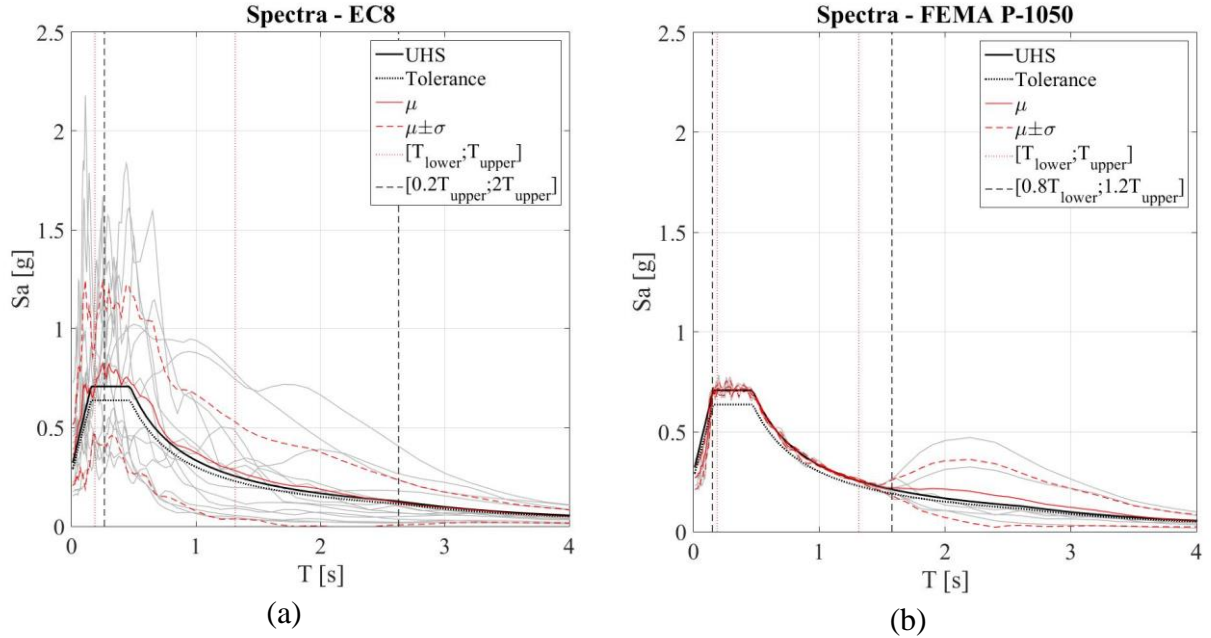 Spectra - EC8
2.5
2
1.5
1
0.5
0
Sa [g]
0
1
2
3
4
T [s]
UHS
Tolerance
μ
μ±σ
[T_lower;T_upper]
[0.2T_upper;2T_upper]
(a)
Spectra - FEMA P-1050
2.5
2
1.5
1
0.5
0
Sa [g]
0
1
2
3
4
T [s]
UHS
Tolerance
μ
μ±σ
[T_lower;T_upper]
[0.8T_lower;1.2T_upper]
(b)